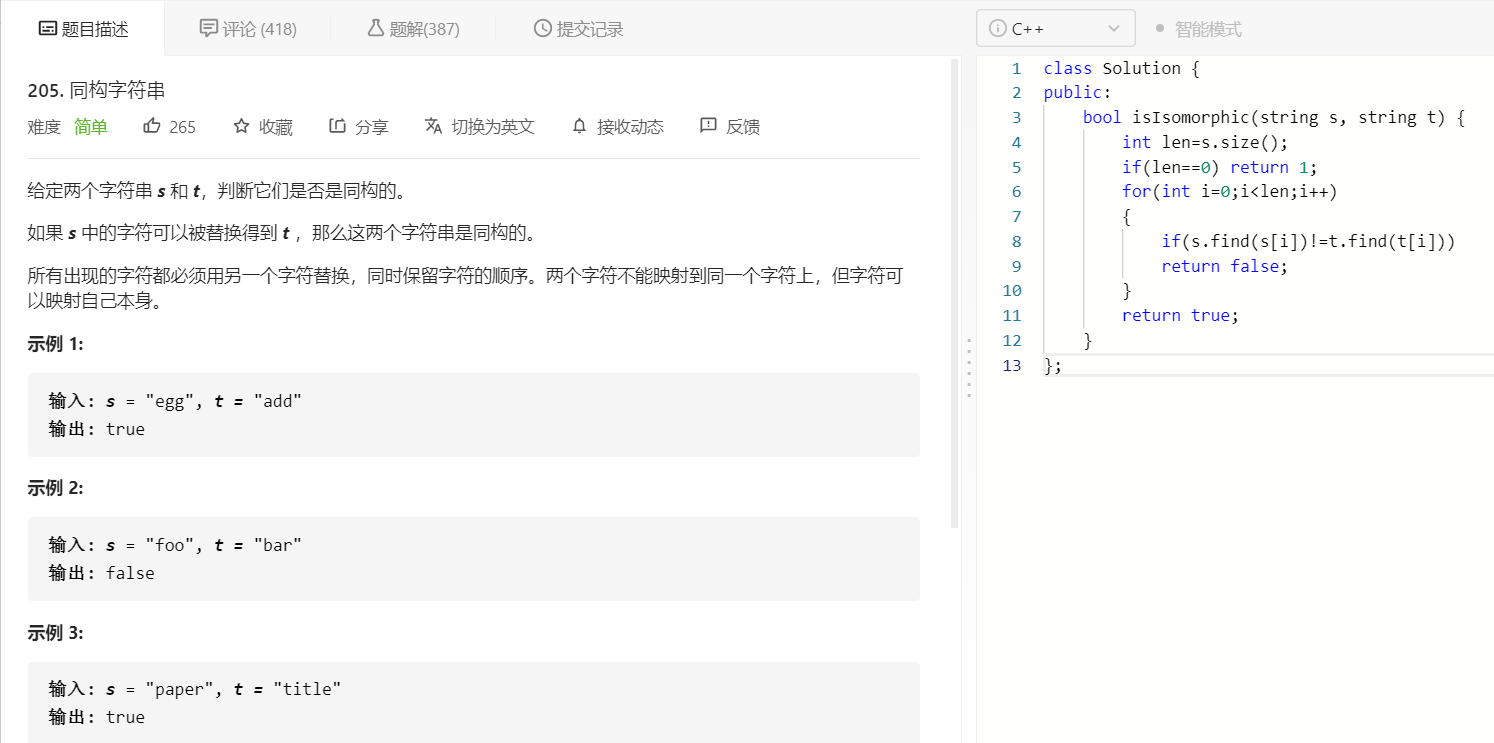 题目描述 评论 (418) 题解(387) 提交记录
205. 同构字符串
难度 简单 265 收藏 分享 切换为英文 接收动态 反馈
给定两个字符串 s 和 t，判断它们是否是同构的。
如果 s 中的字符可以被替换得到 t ，那么这两个字符串是同构的。
所有出现的字符都必须用另一个字符替换，同时保留字符的顺序。两个字符不能映射到同一个字符上，但字符可
以映射自己本身。
示例 1:
输入: s = "egg", t = "add"
输出: true
示例 2:
输入: s = "foo", t = "bar"
输出: false
示例 3:
输入: s = "paper", t = "title"
输出: true
C++ 智能模式
1 class Solution {
2 public:
3 bool isIsomorphic(string s, string t) {
4 int len=s.size();
5 if(len==0) return 1;
6 for(int i=0;i<len;i++)
7 {
8 if(s.find(s[i])!=t.find(t[i]))
9 return false;
10 }
11 return true;
12 }
13 };